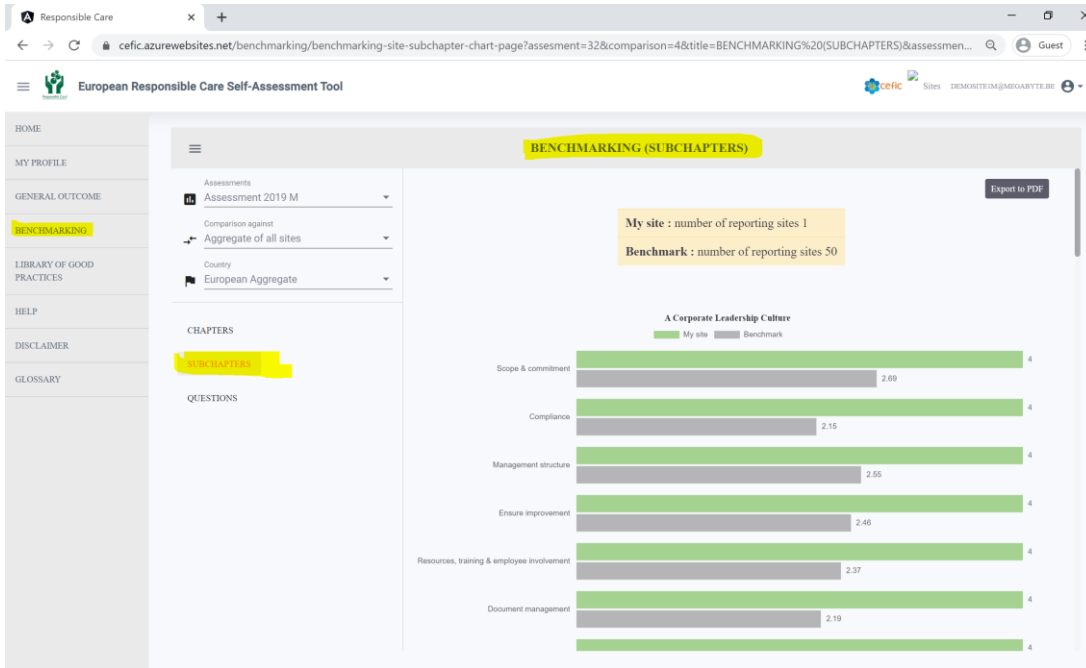 Responsible Care
cefic.azurewebsites.net/benchmarking/benchmarking-site-subchapter-chart-page?assesment=32&comparison=4&title=BENCHMARKING%20(SUBCHAPTERS)&assessmen...
Guest
European Responsible Care Self-Assessment Tool
cefic
Sites
DEMOSITE1M@MEGABYTE.BE
HOME
MY PROFILE
GENERAL OUTCOME
BENCHMARKING
LIBRARY OF GOOD
PRACTICES
HELP
DISCLAIMER
GLOSSARY
BENCHMARKING (SUBCHAPTERS)
Assessments
Assessment 2019 M
Comparison against
Aggregate of all sites
Country
European Aggregate
CHAPTERS
SUBCHAPTERS
QUESTIONS
Export to PDF
My site : number of reporting sites 1
Benchmark : number of reporting sites 50
A Corporate Leadership Culture
My site Benchmark
Scope & commitment
4
2.69
Compliance
4
2.15
Management structure
4
2.55
Ensure improvement
4
2.46
Resources, training & employee involvement
4
2.37
Document management
4
2.19
4